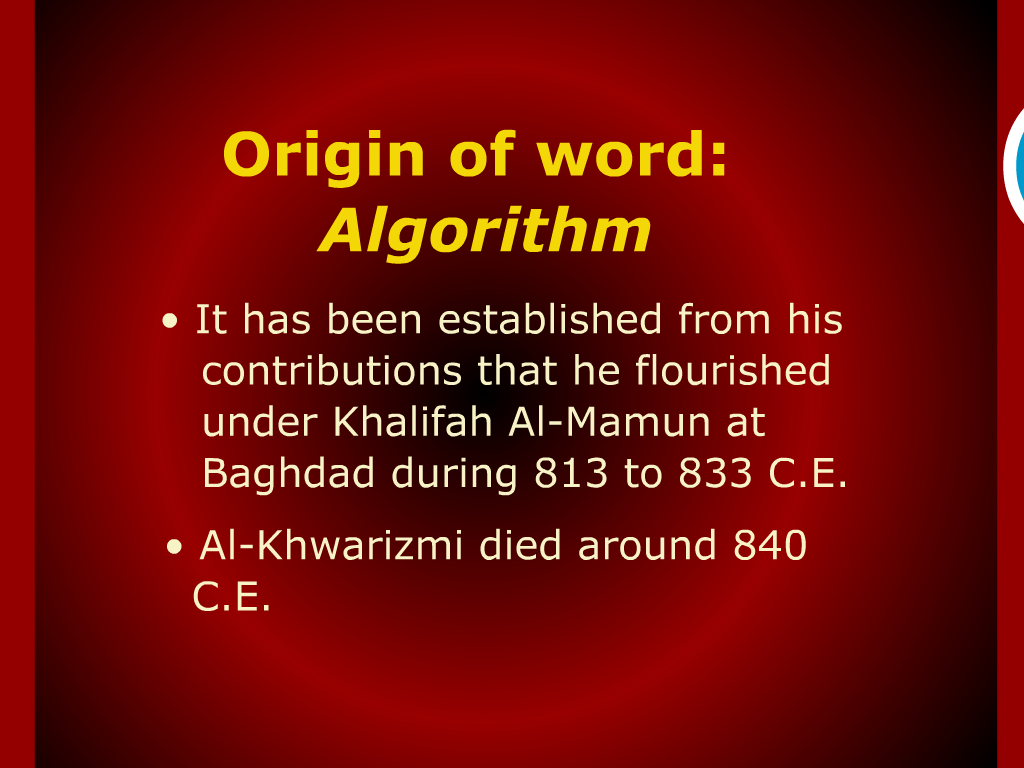 Origin of word:
Algorithm
• It has been established from his
contributions that he flourished
under Khalifah Al-Mamun at
Baghdad during 813 to 833 C.E.
• Al-Khwarizmi died around 840
C.E.